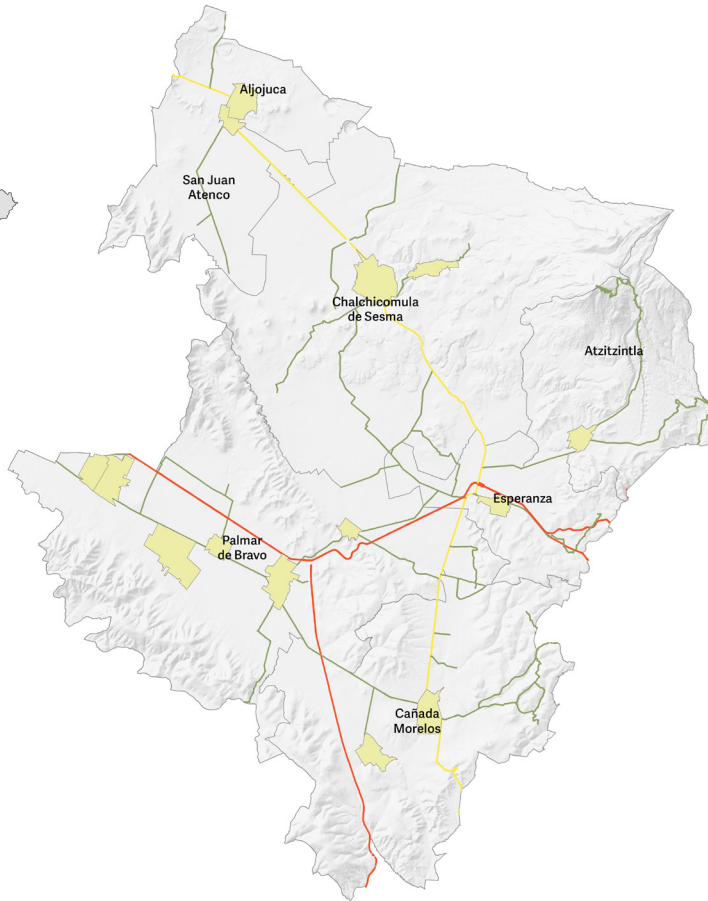 Aljojuca
San Juan
Atenco
Chalchicomula
de Sesma
Atzitzintla
Esperanza
Palmar
de Bravo
Cañada
Morelos